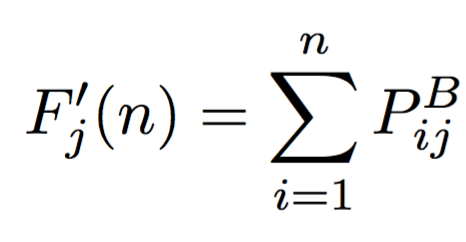 F′_j(n) = \sum_{i=1}^{n} P_{ij}^{B}